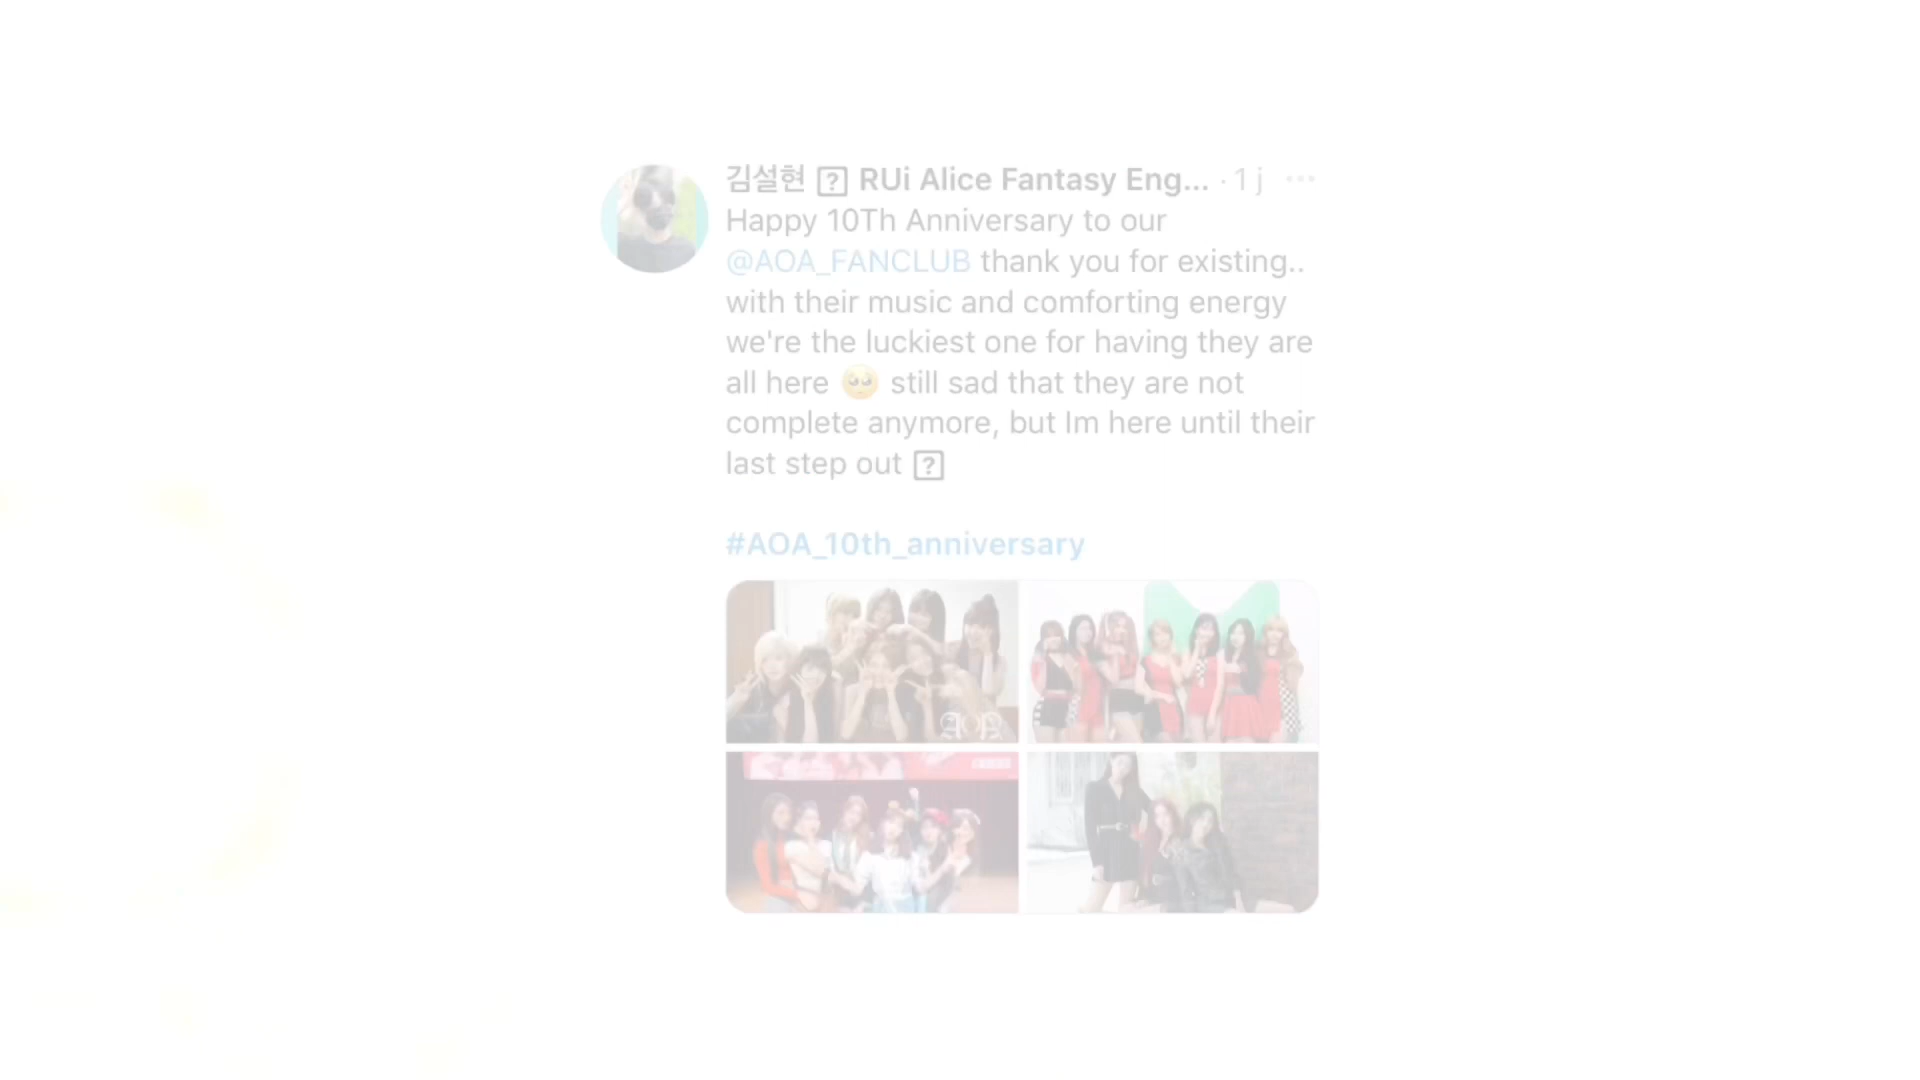 김설현 RUi Alice Fantasy Eng... · 1 j ...
Happy 10Th Anniversary to our
@AOA_FANCLUB thank you for existing..
with their music and comforting energy
we're the luckiest one for having they are
all here 🥺 still sad that they are not
complete anymore, but Im here until their
last step out
#AOA_10th_anniversary
AOA